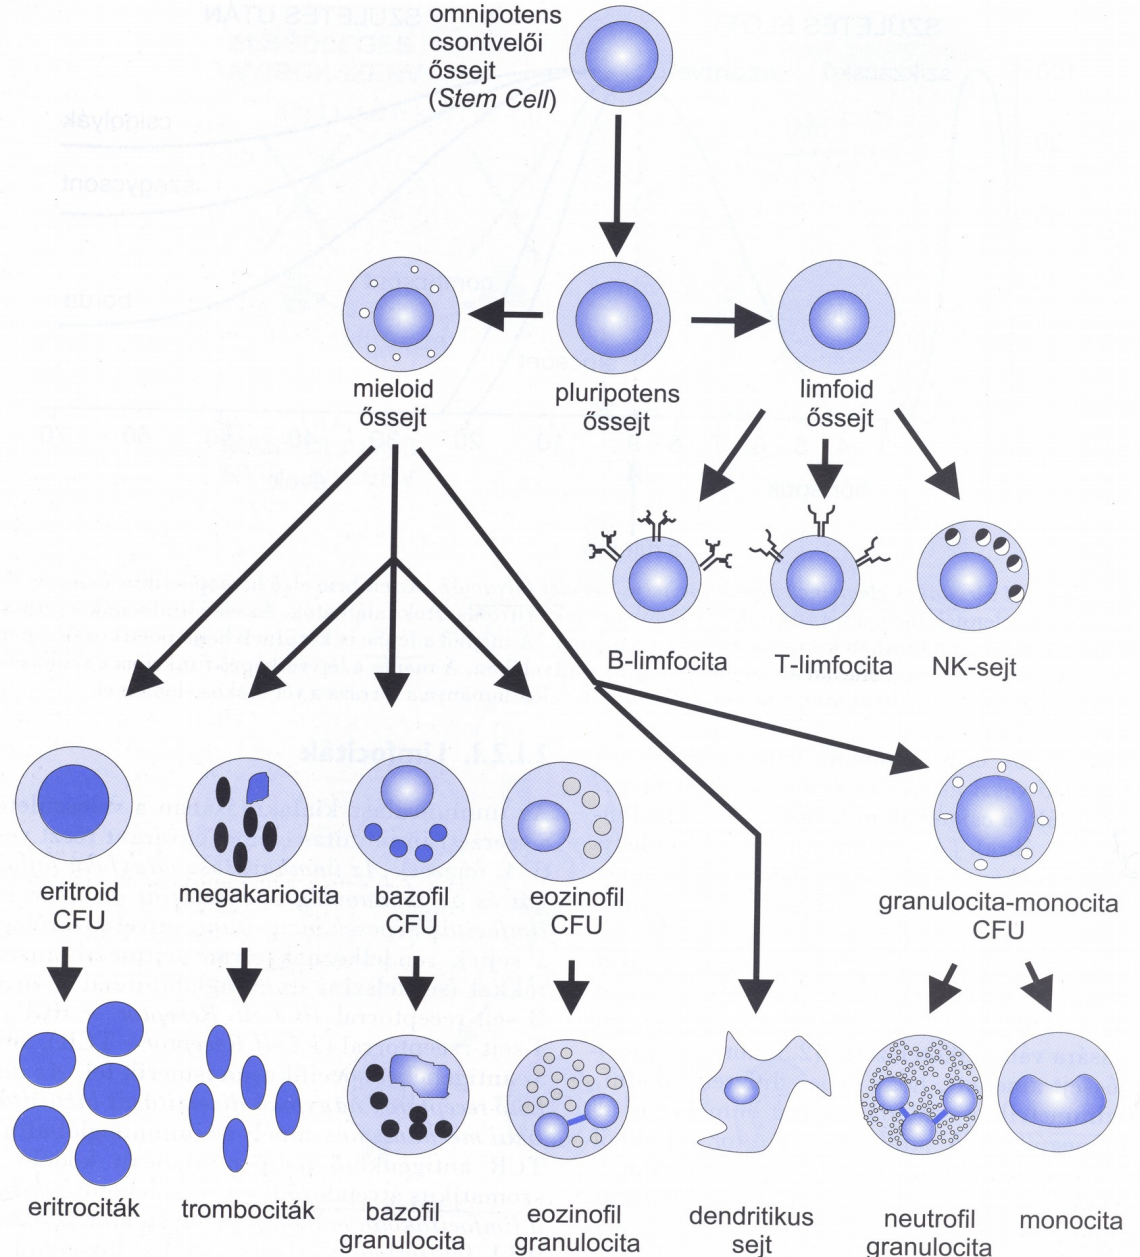 omnipotens
csontvelői
őssejt
(Stem Cell)
mieloid
őssejt
pluripotens
őssejt
limfoid
őssejt
B-limfocita
T-limfocita
NK-sejt
eritroid
CFU
megakariocita
bazofil
CFU
eozinofil
CFU
granulocita-monocita
CFU
eritrociták
trombociták
bazofil
granulocita
eozinofil
granulocita
dendritikus
sejt
neutrofil
granulocita
monocita